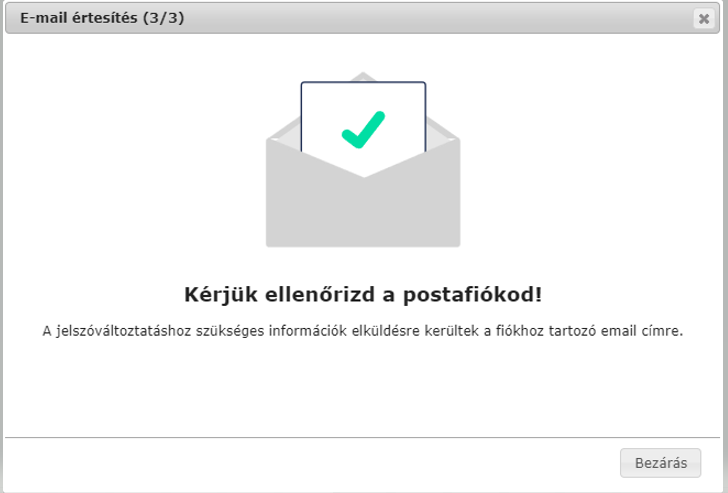 E-mail értesítés (3/3)
Kérjük ellenőrizd a postafiókod!
A jelszóváltoztatáshoz szükséges információk elküldésre kerültek a fiókhoz tartozó email címre.
Bezárás